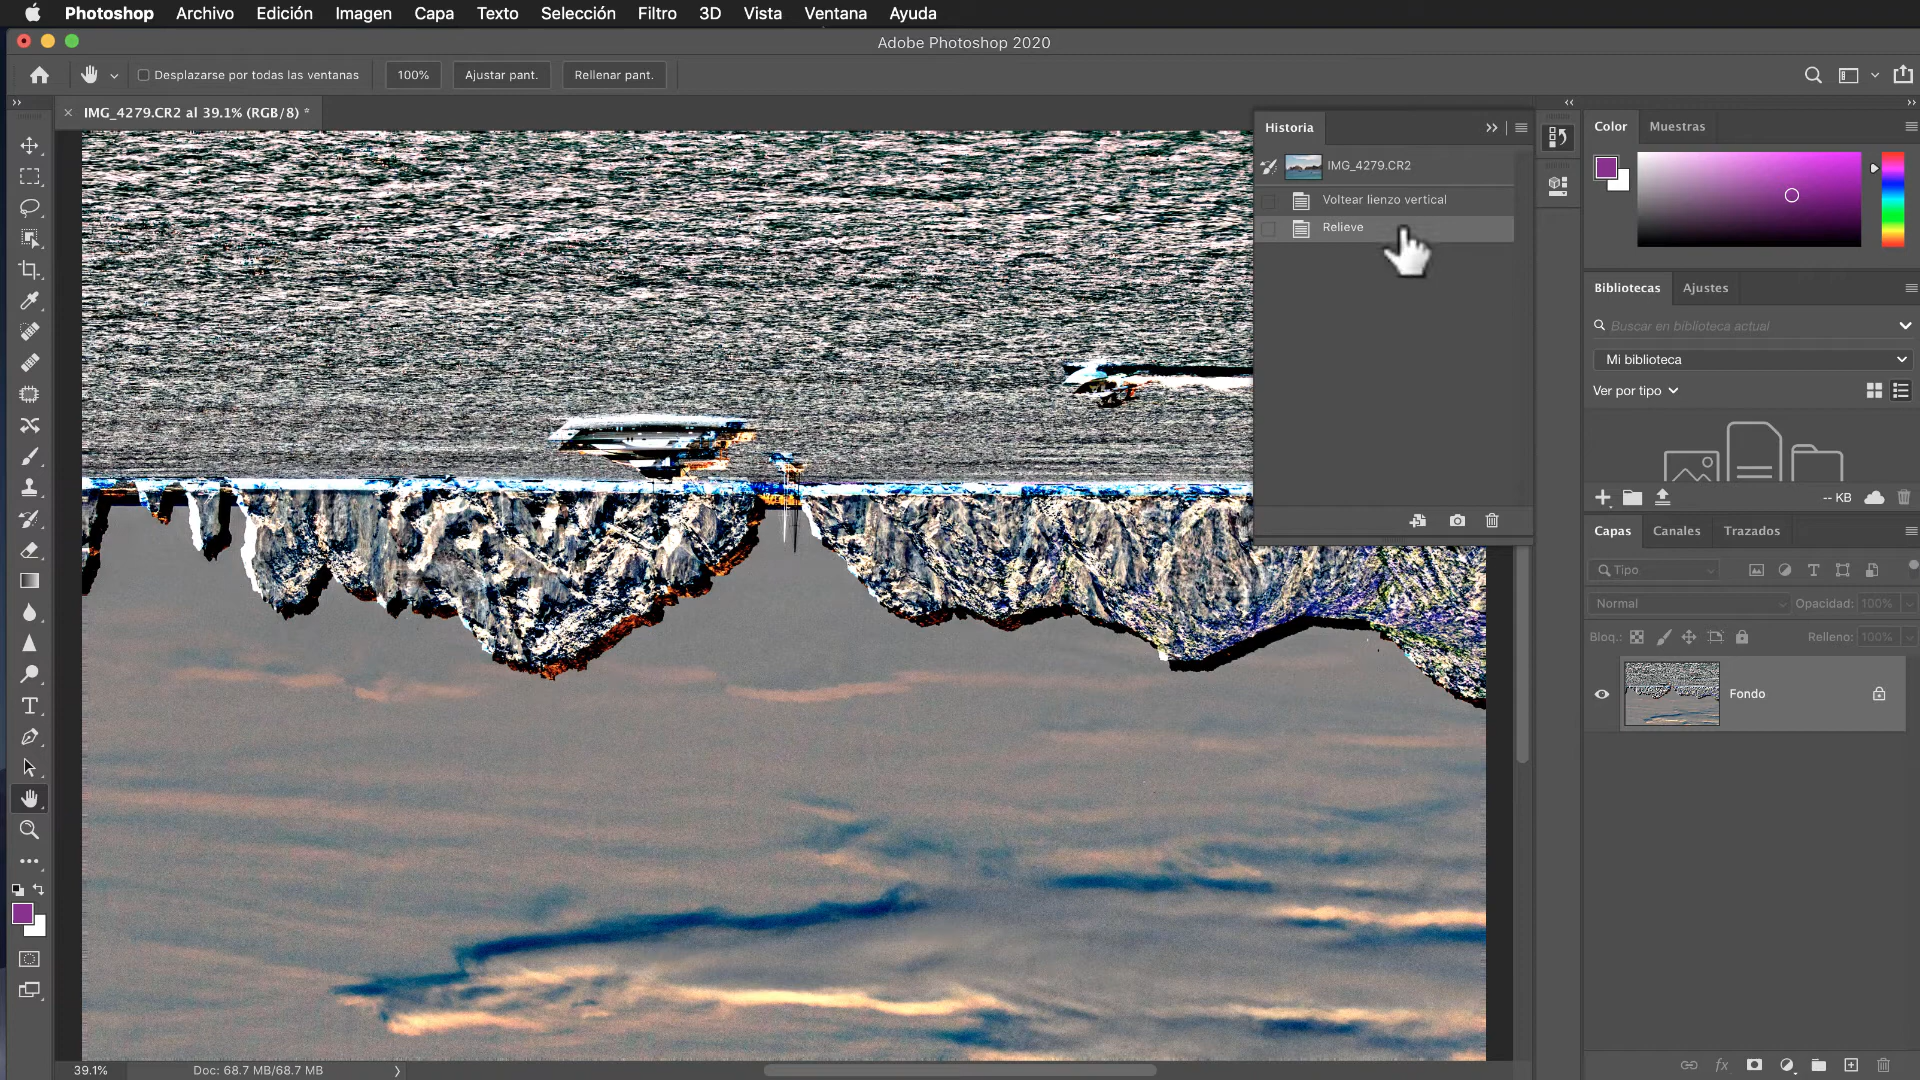 Photoshop Archivo Edición Imagen Capa Texto Selección Filtro 3D Vista Ventana Ayuda
Adobe Photoshop 2020
Desplazarse por todas las ventanas 100% Ajustar pant. Rellenar pant.
IMG_4279.CR2 al 39.1% (RGB/8) *
Historia
IMG_4279.CR2
Voltear lienzo vertical
Relieve
Color Muestras
Bibliotecas Ajustes
Buscar en biblioteca actual
Mi biblioteca
Ver por tipo
-- KB
Capas Canales Trazados
Tipo
Normal Opacidad: 100%
Bloq.: Relleno: 100%
Fondo
39.1% Doc: 68.7 MB/68.7 MB